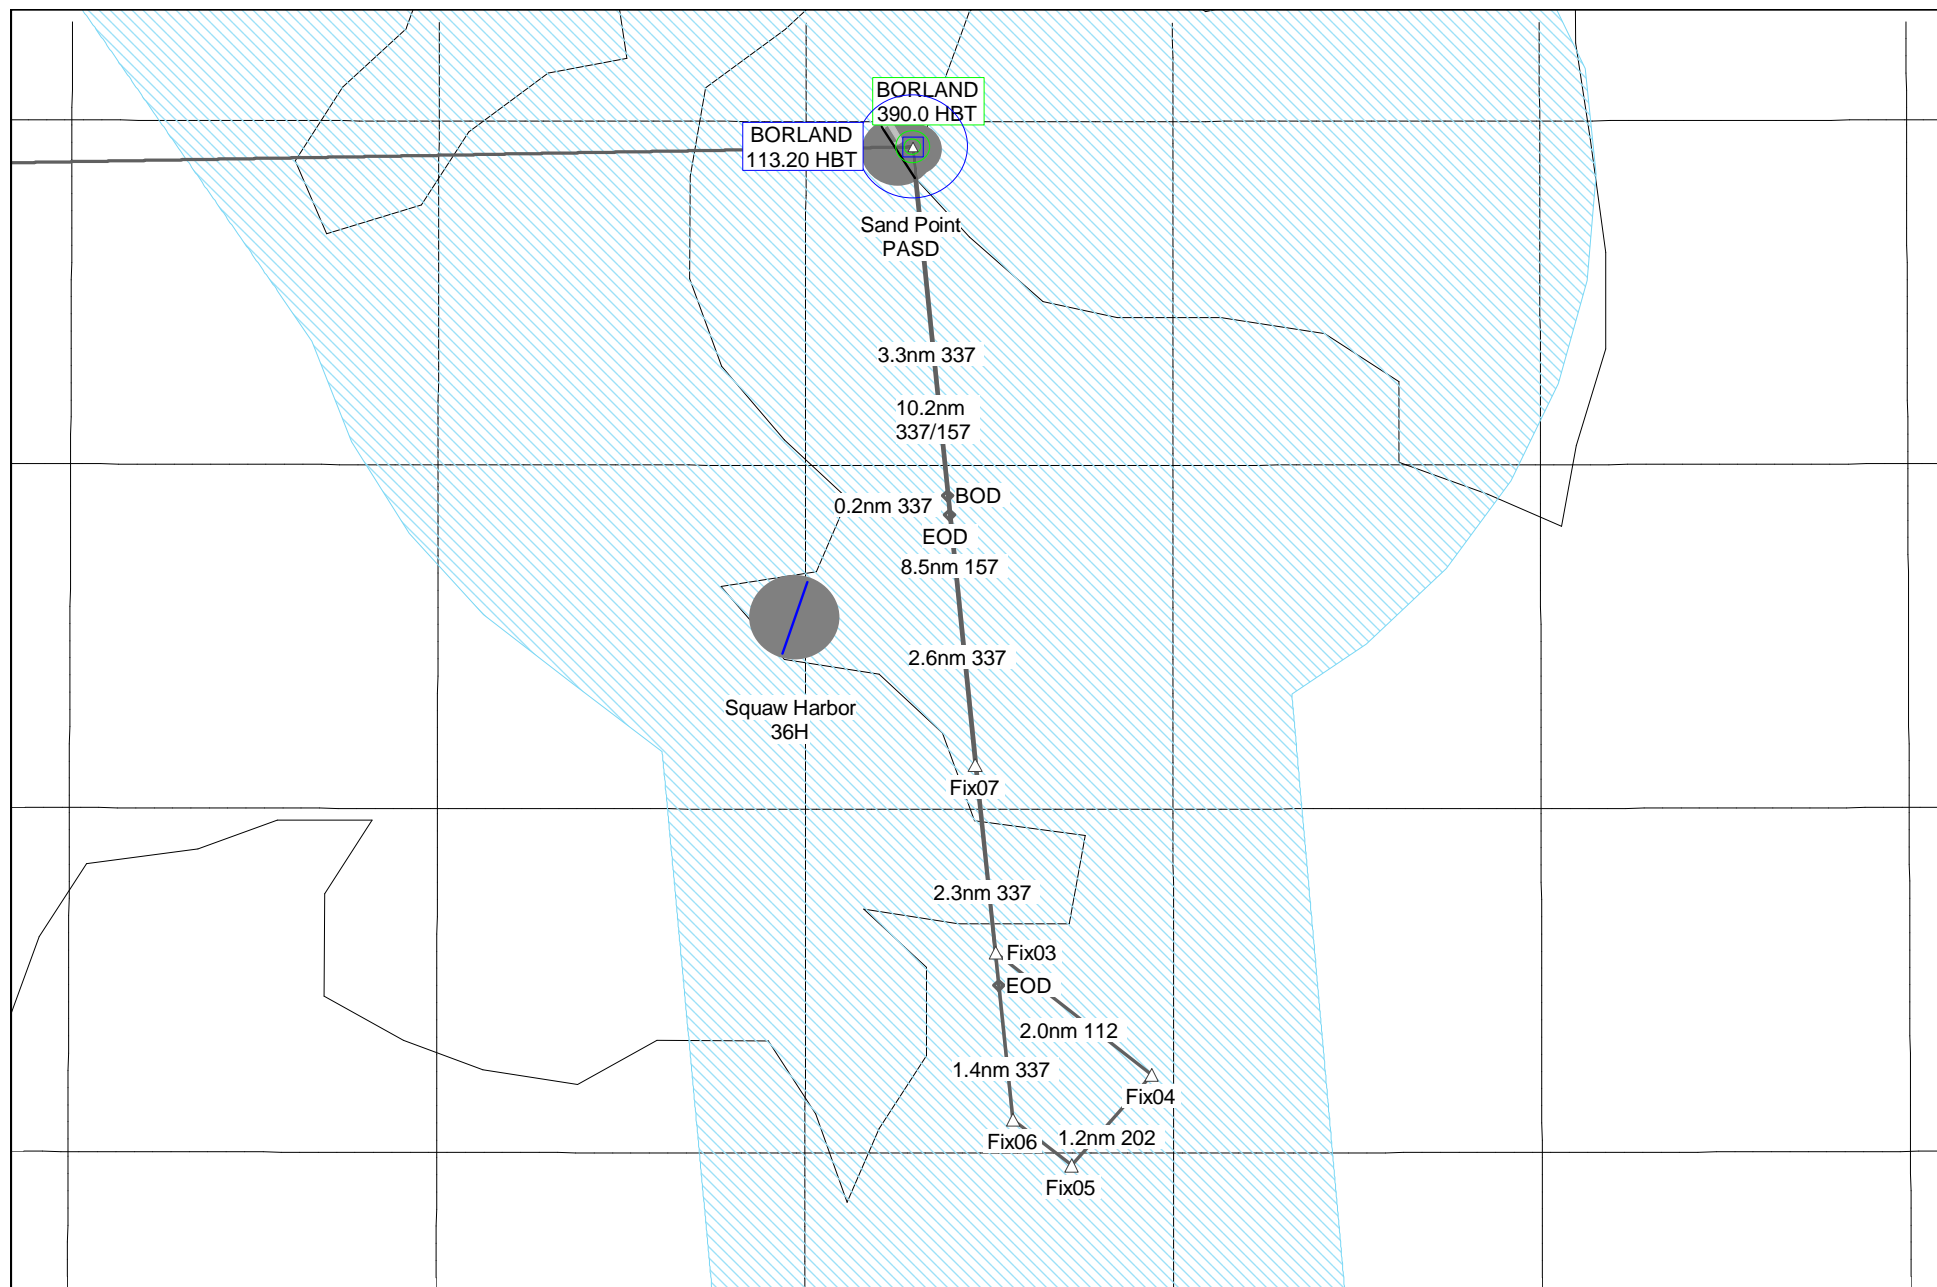 BORLAND
390.0 HBT
BORLAND
113.20 HBT
Sand Point
PASD
3.3nm 337
10.2nm
337/157
BOD
0.2nm 337
EOD
8.5nm 157
2.6nm 337
Squaw Harbor
36H
Fix07
2.3nm 337
Fix03
EOD
2.0nm 112
1.4nm 337
Fix04
1.2nm 202
Fix06
Fix05